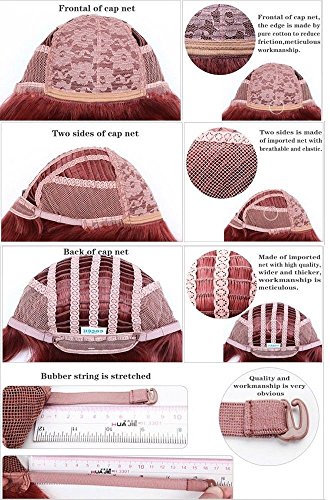 Frontal of cap net
Frontal of cap net,
the edge is made by
pure cotton to reduce
friction,meticulous
workmanship.
Two sides of cap net
Two sides is made
of imported net with
breathable and elastic.
Back of cap net
Made of imported
net with high quality,
wider and thicker,
workmanship is
meticulous.
Bubber string is stretched
Quality and
workmanship is very
obvious